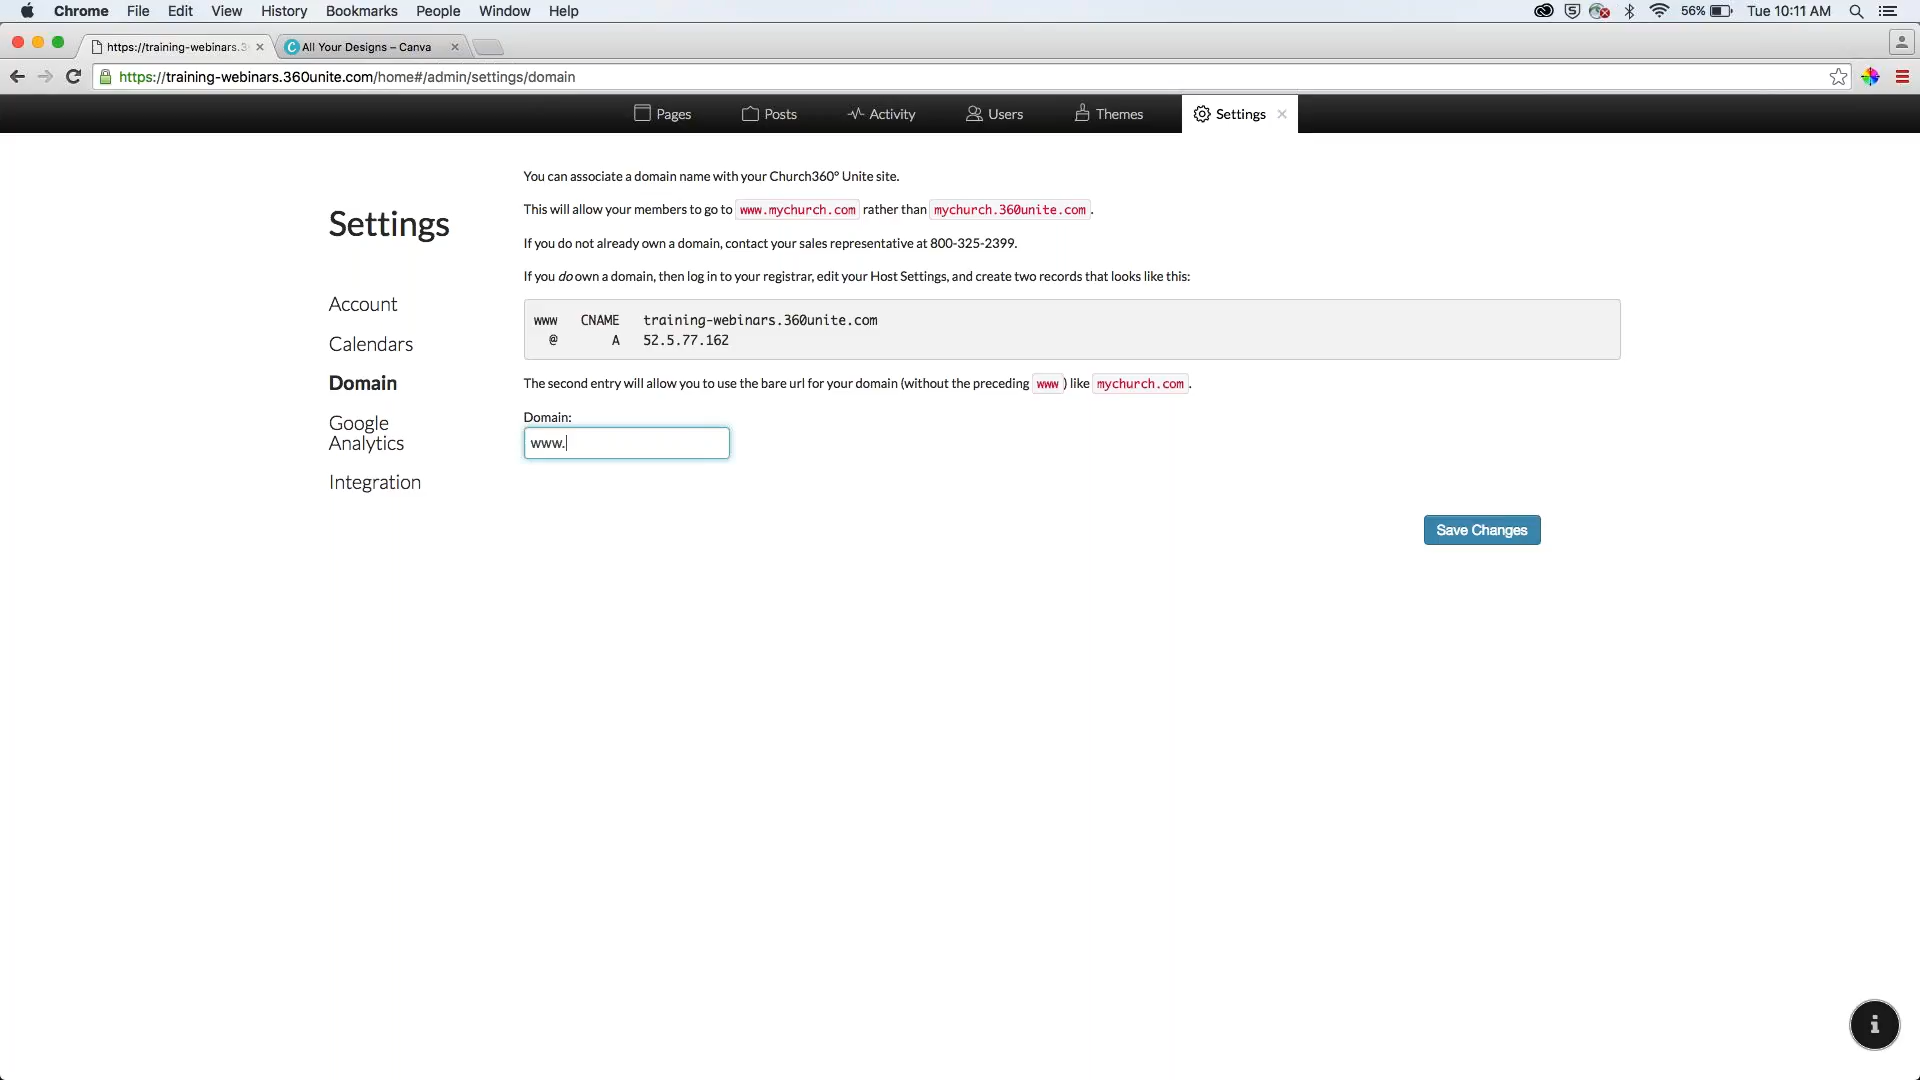 Chrome File Edit View History Bookmarks People Window Help 56% Tue 10:11 AM
https://training-webinars.3 All Your Designs – Canva
https://training-webinars.360unite.com/home#/admin/settings/domain
Pages Posts Activity Users Themes Settings
You can associate a domain name with your Church360° Unite site.
This will allow your members to go to www.mychurch.com rather than mychurch.360unite.com .
Settings
If you do not already own a domain, contact your sales representative at 800-325-2399.
If you do own a domain, then log in to your registrar, edit your Host Settings, and create two records that looks like this:
Account
www CNAME training-webinars.360unite.com
@ A 52.5.77.162
Calendars
Domain
The second entry will allow you to use the bare url for your domain (without the preceding www ) like mychurch.com .
Google
Analytics
Domain:
www.
Integration
Save Changes